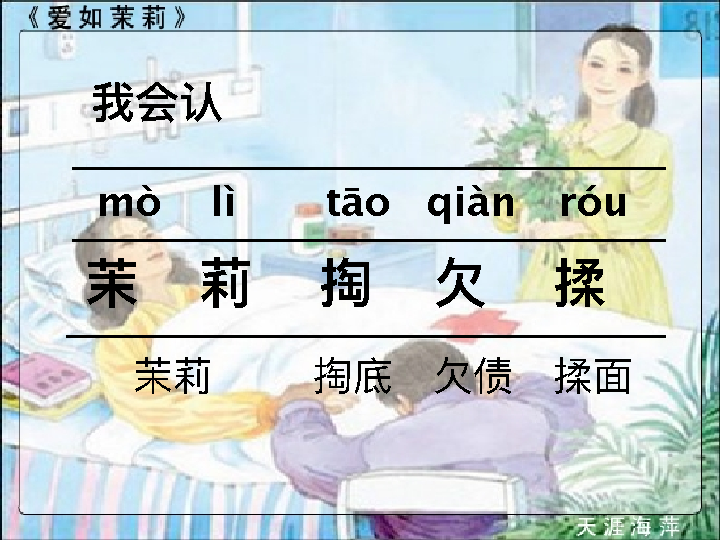 《爱如茉莉》
我会认
mò lì tāo qiàn róu
茉 莉 掏 欠 揉
茉莉 掏底 欠债 揉面
天涯海萍